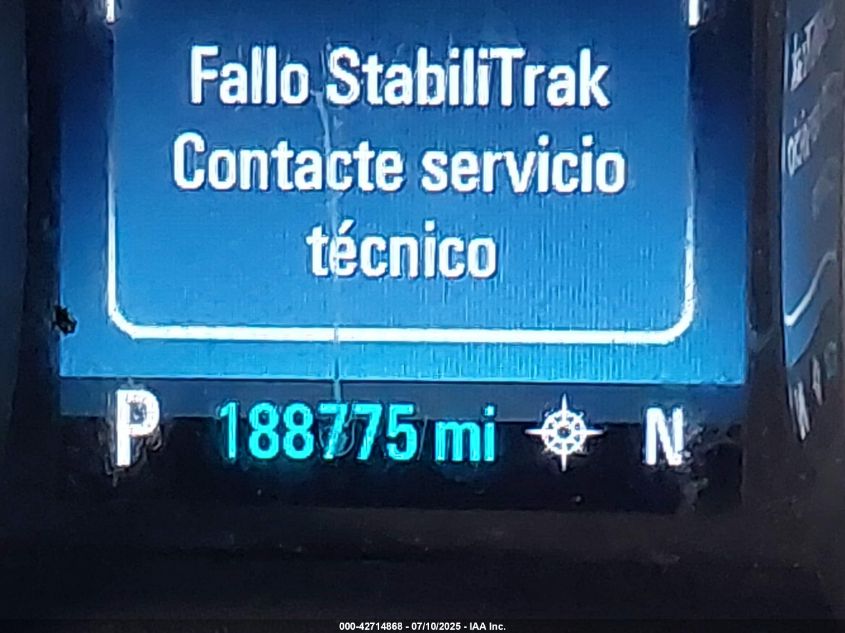 Fallo StabiliTrak
Contacte servicio
técnico
P 188775 mi N
000-42714868 - 07/10/2025 - IAA Inc.